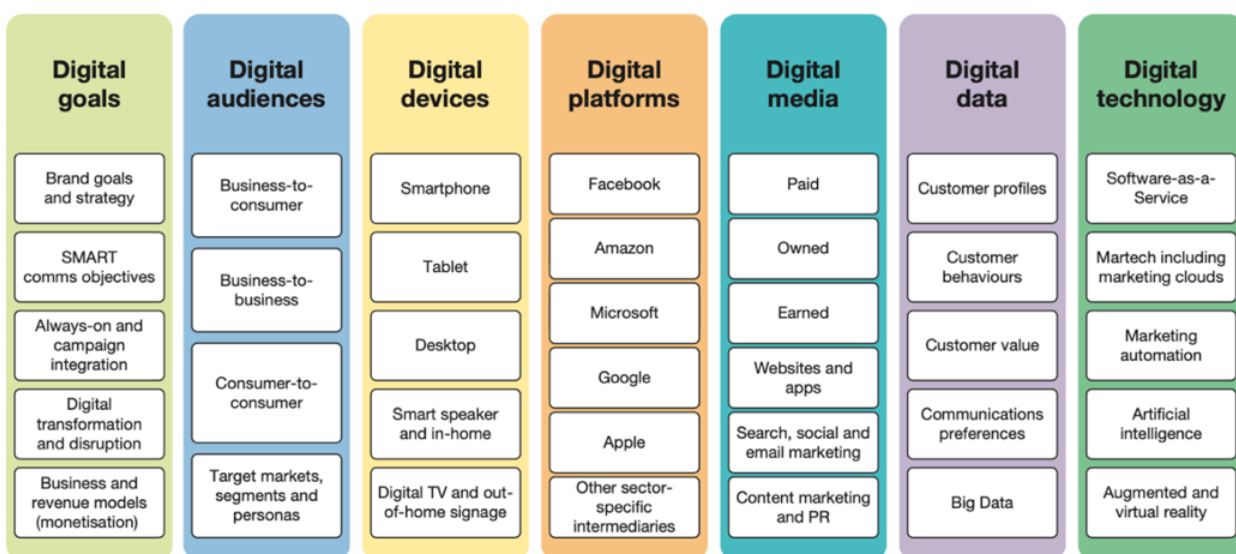 Digital
goals
Brand goals
and strategy
SMART
comms objectives
Always-on and
campaign
integration
Digital
transformation
and disruption
Business and
revenue models
(monetisation)
Digital
audiences
Business-to-
consumer
Business-to-
business
Consumer-to-
consumer
Target markets,
segments and
personas
Digital
devices
Smartphone
Tablet
Desktop
Smart speaker
and in-home
Digital TV and out-
of-home signage
Digital
platforms
Facebook
Amazon
Microsoft
Google
Apple
Other sector-
specific
intermediaries
Digital
media
Paid
Owned
Earned
Websites and
apps
Search, social and
email marketing
Content marketing
and PR
Digital
data
Customer profiles
Customer
behaviours
Customer value
Communications
preferences
Big Data
Digital
technology
Software-as-a-
Service
Martech including
marketing clouds
Marketing
automation
Artificial
intelligence
Augmented and
virtual reality